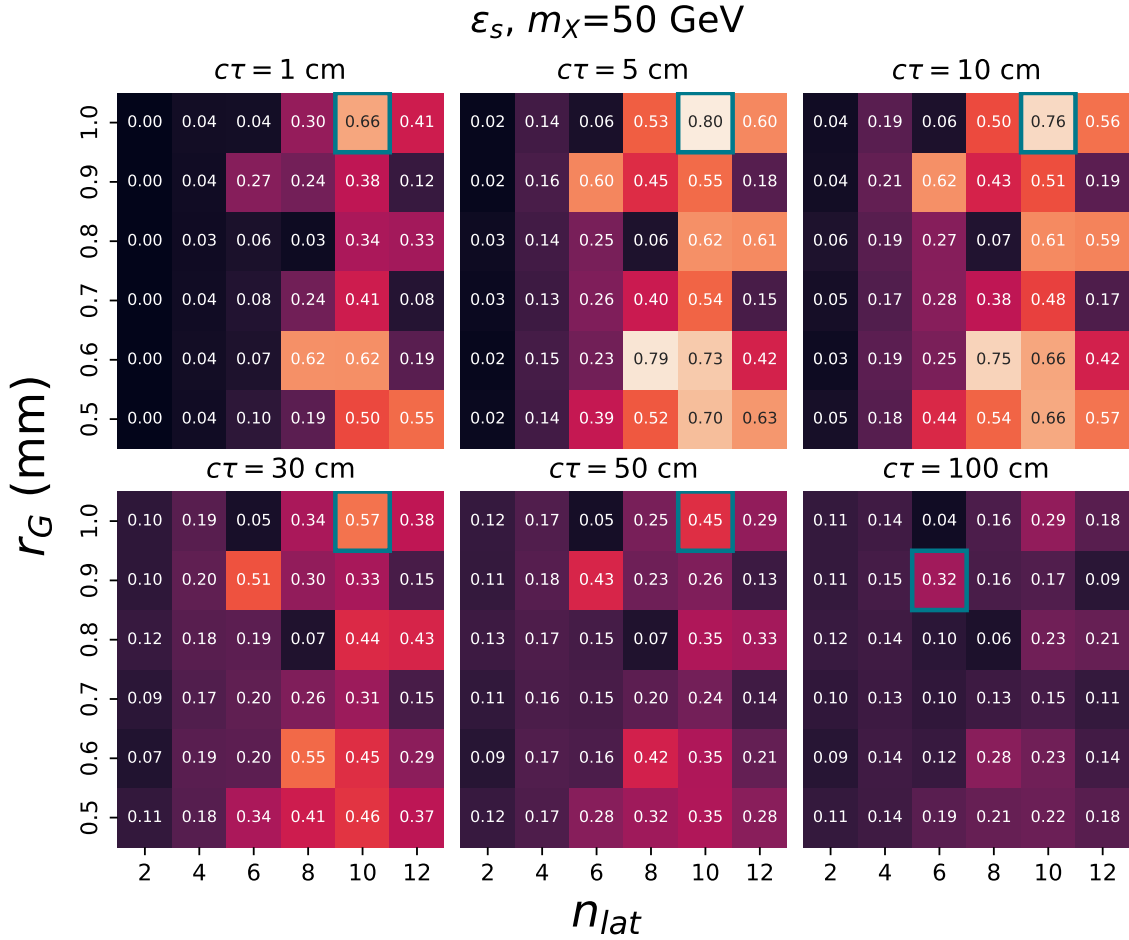 ε_s, m_X=50 GeV
cτ = 1 cm cτ = 5 cm cτ = 10 cm
1.0 0.00 0.04 0.04 0.30 0.66 0.41 0.02 0.14 0.06 0.53 0.80 0.60 0.04 0.19 0.06 0.50 0.76 0.56
0.9 0.00 0.04 0.27 0.24 0.38 0.12 0.02 0.16 0.60 0.45 0.55 0.18 0.04 0.21 0.62 0.43 0.51 0.19
0.8 0.00 0.03 0.06 0.03 0.34 0.33 0.03 0.14 0.25 0.06 0.62 0.61 0.06 0.19 0.27 0.07 0.61 0.59
0.7 0.00 0.04 0.08 0.24 0.41 0.08 0.03 0.13 0.26 0.40 0.54 0.15 0.05 0.17 0.28 0.38 0.48 0.17
0.6 0.00 0.04 0.07 0.62 0.62 0.19 0.02 0.15 0.23 0.79 0.73 0.42 0.03 0.19 0.25 0.75 0.66 0.42
0.5 0.00 0.04 0.10 0.19 0.50 0.55 0.02 0.14 0.39 0.52 0.70 0.63 0.05 0.18 0.44 0.54 0.66 0.57
r_G (mm)
cτ = 30 cm cτ = 50 cm cτ = 100 cm
1.0 0.10 0.19 0.05 0.34 0.57 0.38 0.12 0.17 0.05 0.25 0.45 0.29 0.11 0.14 0.04 0.16 0.29 0.18
0.9 0.10 0.20 0.51 0.30 0.33 0.15 0.11 0.18 0.43 0.23 0.26 0.13 0.11 0.15 0.32 0.16 0.17 0.09
0.8 0.12 0.18 0.19 0.07 0.44 0.43 0.13 0.17 0.15 0.07 0.35 0.33 0.12 0.14 0.10 0.06 0.23 0.21
0.7 0.09 0.17 0.20 0.26 0.31 0.15 0.11 0.16 0.15 0.20 0.24 0.14 0.10 0.13 0.10 0.13 0.15 0.11
0.6 0.07 0.19 0.20 0.55 0.45 0.29 0.09 0.17 0.16 0.42 0.35 0.21 0.09 0.14 0.12 0.28 0.23 0.14
0.5 0.11 0.18 0.34 0.41 0.46 0.37 0.12 0.17 0.28 0.32 0.35 0.28 0.11 0.14 0.19 0.21 0.22 0.18
2 4 6 8 10 12 2 4 6 8 10 12 2 4 6 8 10 12
n_lat